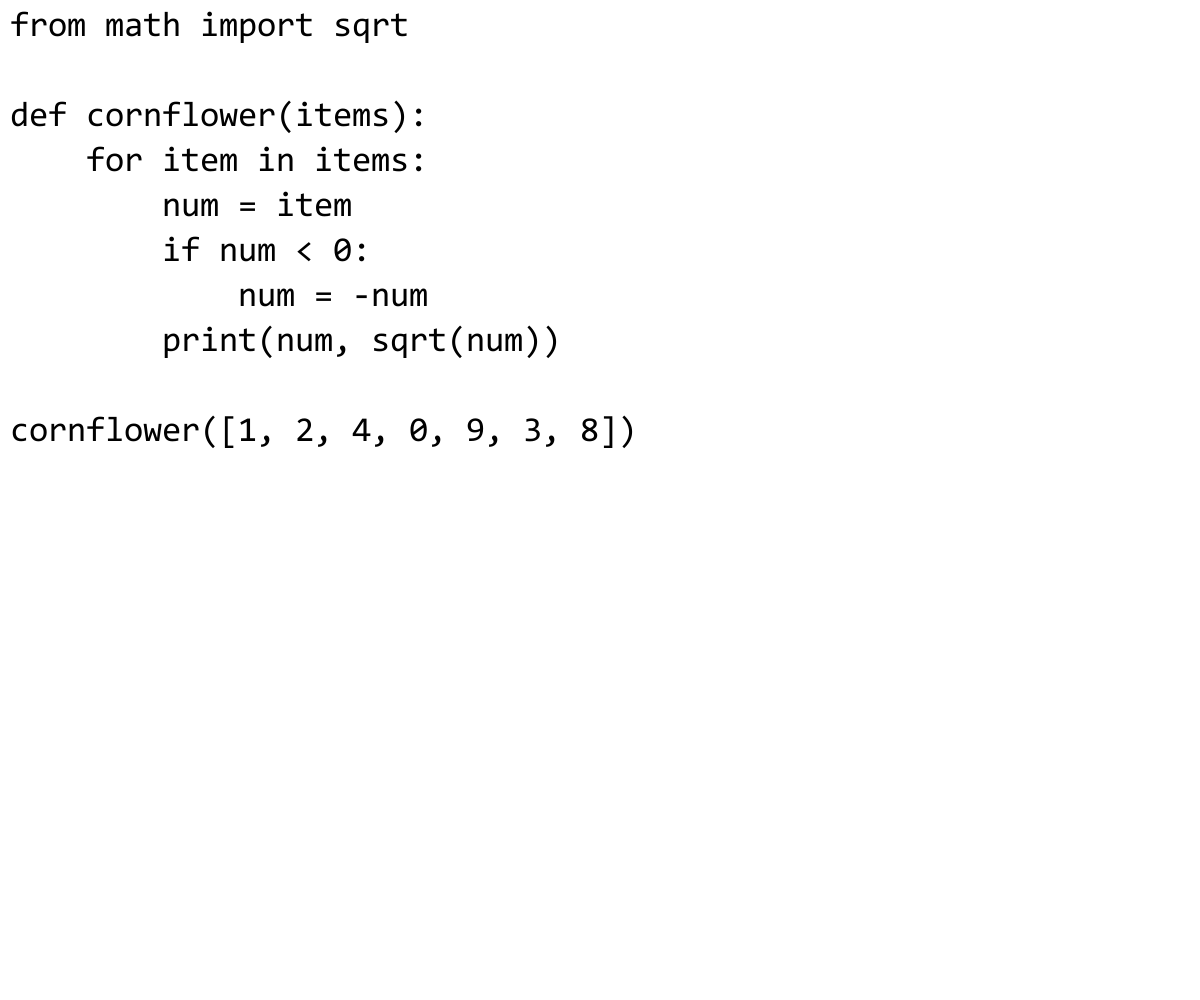 from math import sqrt

def cornflower(items):
    for item in items:
        num = item
        if num < 0:
            num = -num
        print(num, sqrt(num))

cornflower([1, 2, 4, 0, 9, 3, 8])